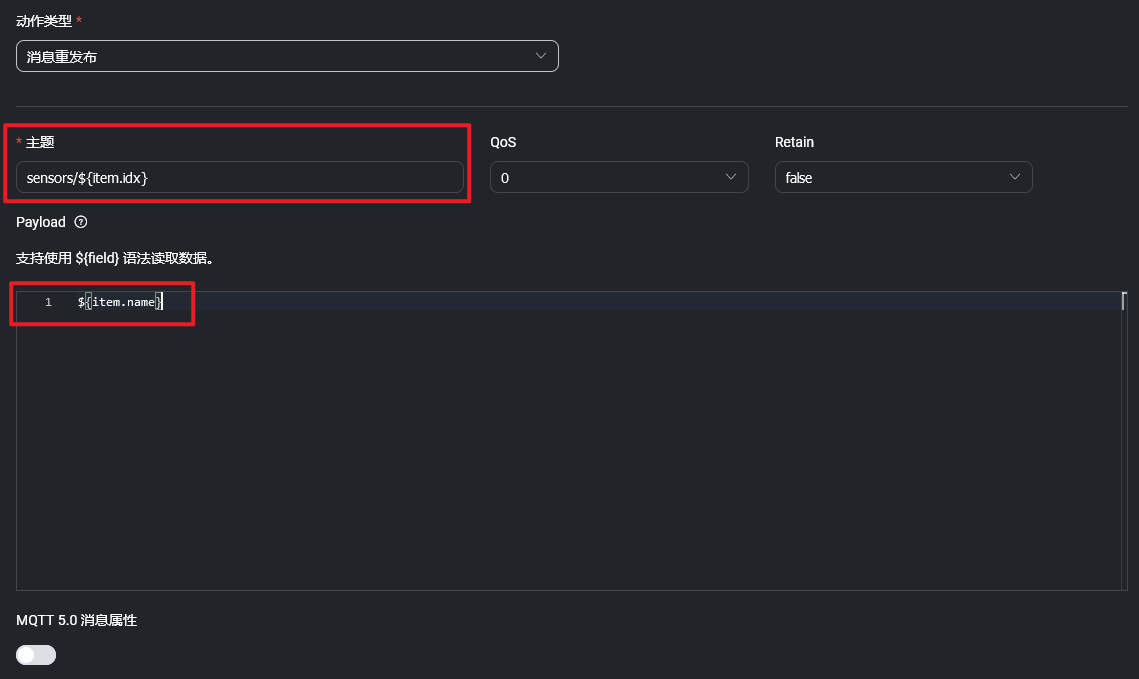 动作类型 *
消息重发布
* 主题
QoS
Retain
sensors/${item.idx}
0
false
Payload ?
支持使用 ${field} 语法读取数据。
1 ${item.name}
MQTT 5.0 消息属性